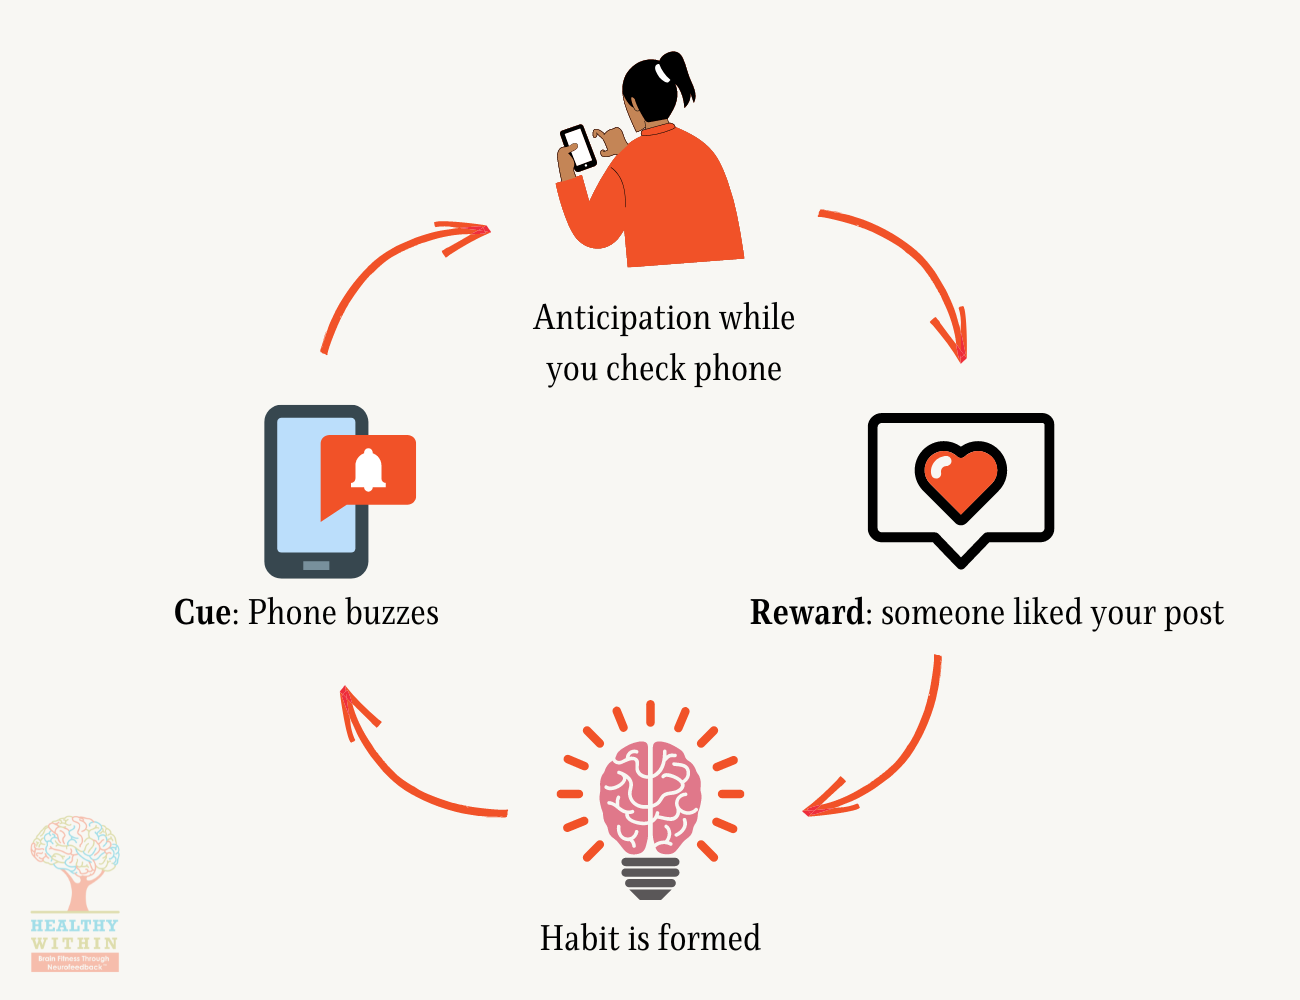 Anticipation while
you check phone
Cue: Phone buzzes
Reward: someone liked your post
Habit is formed
HEALTHY
WITHIN
Brain Fitness Through
Neurofeedback™